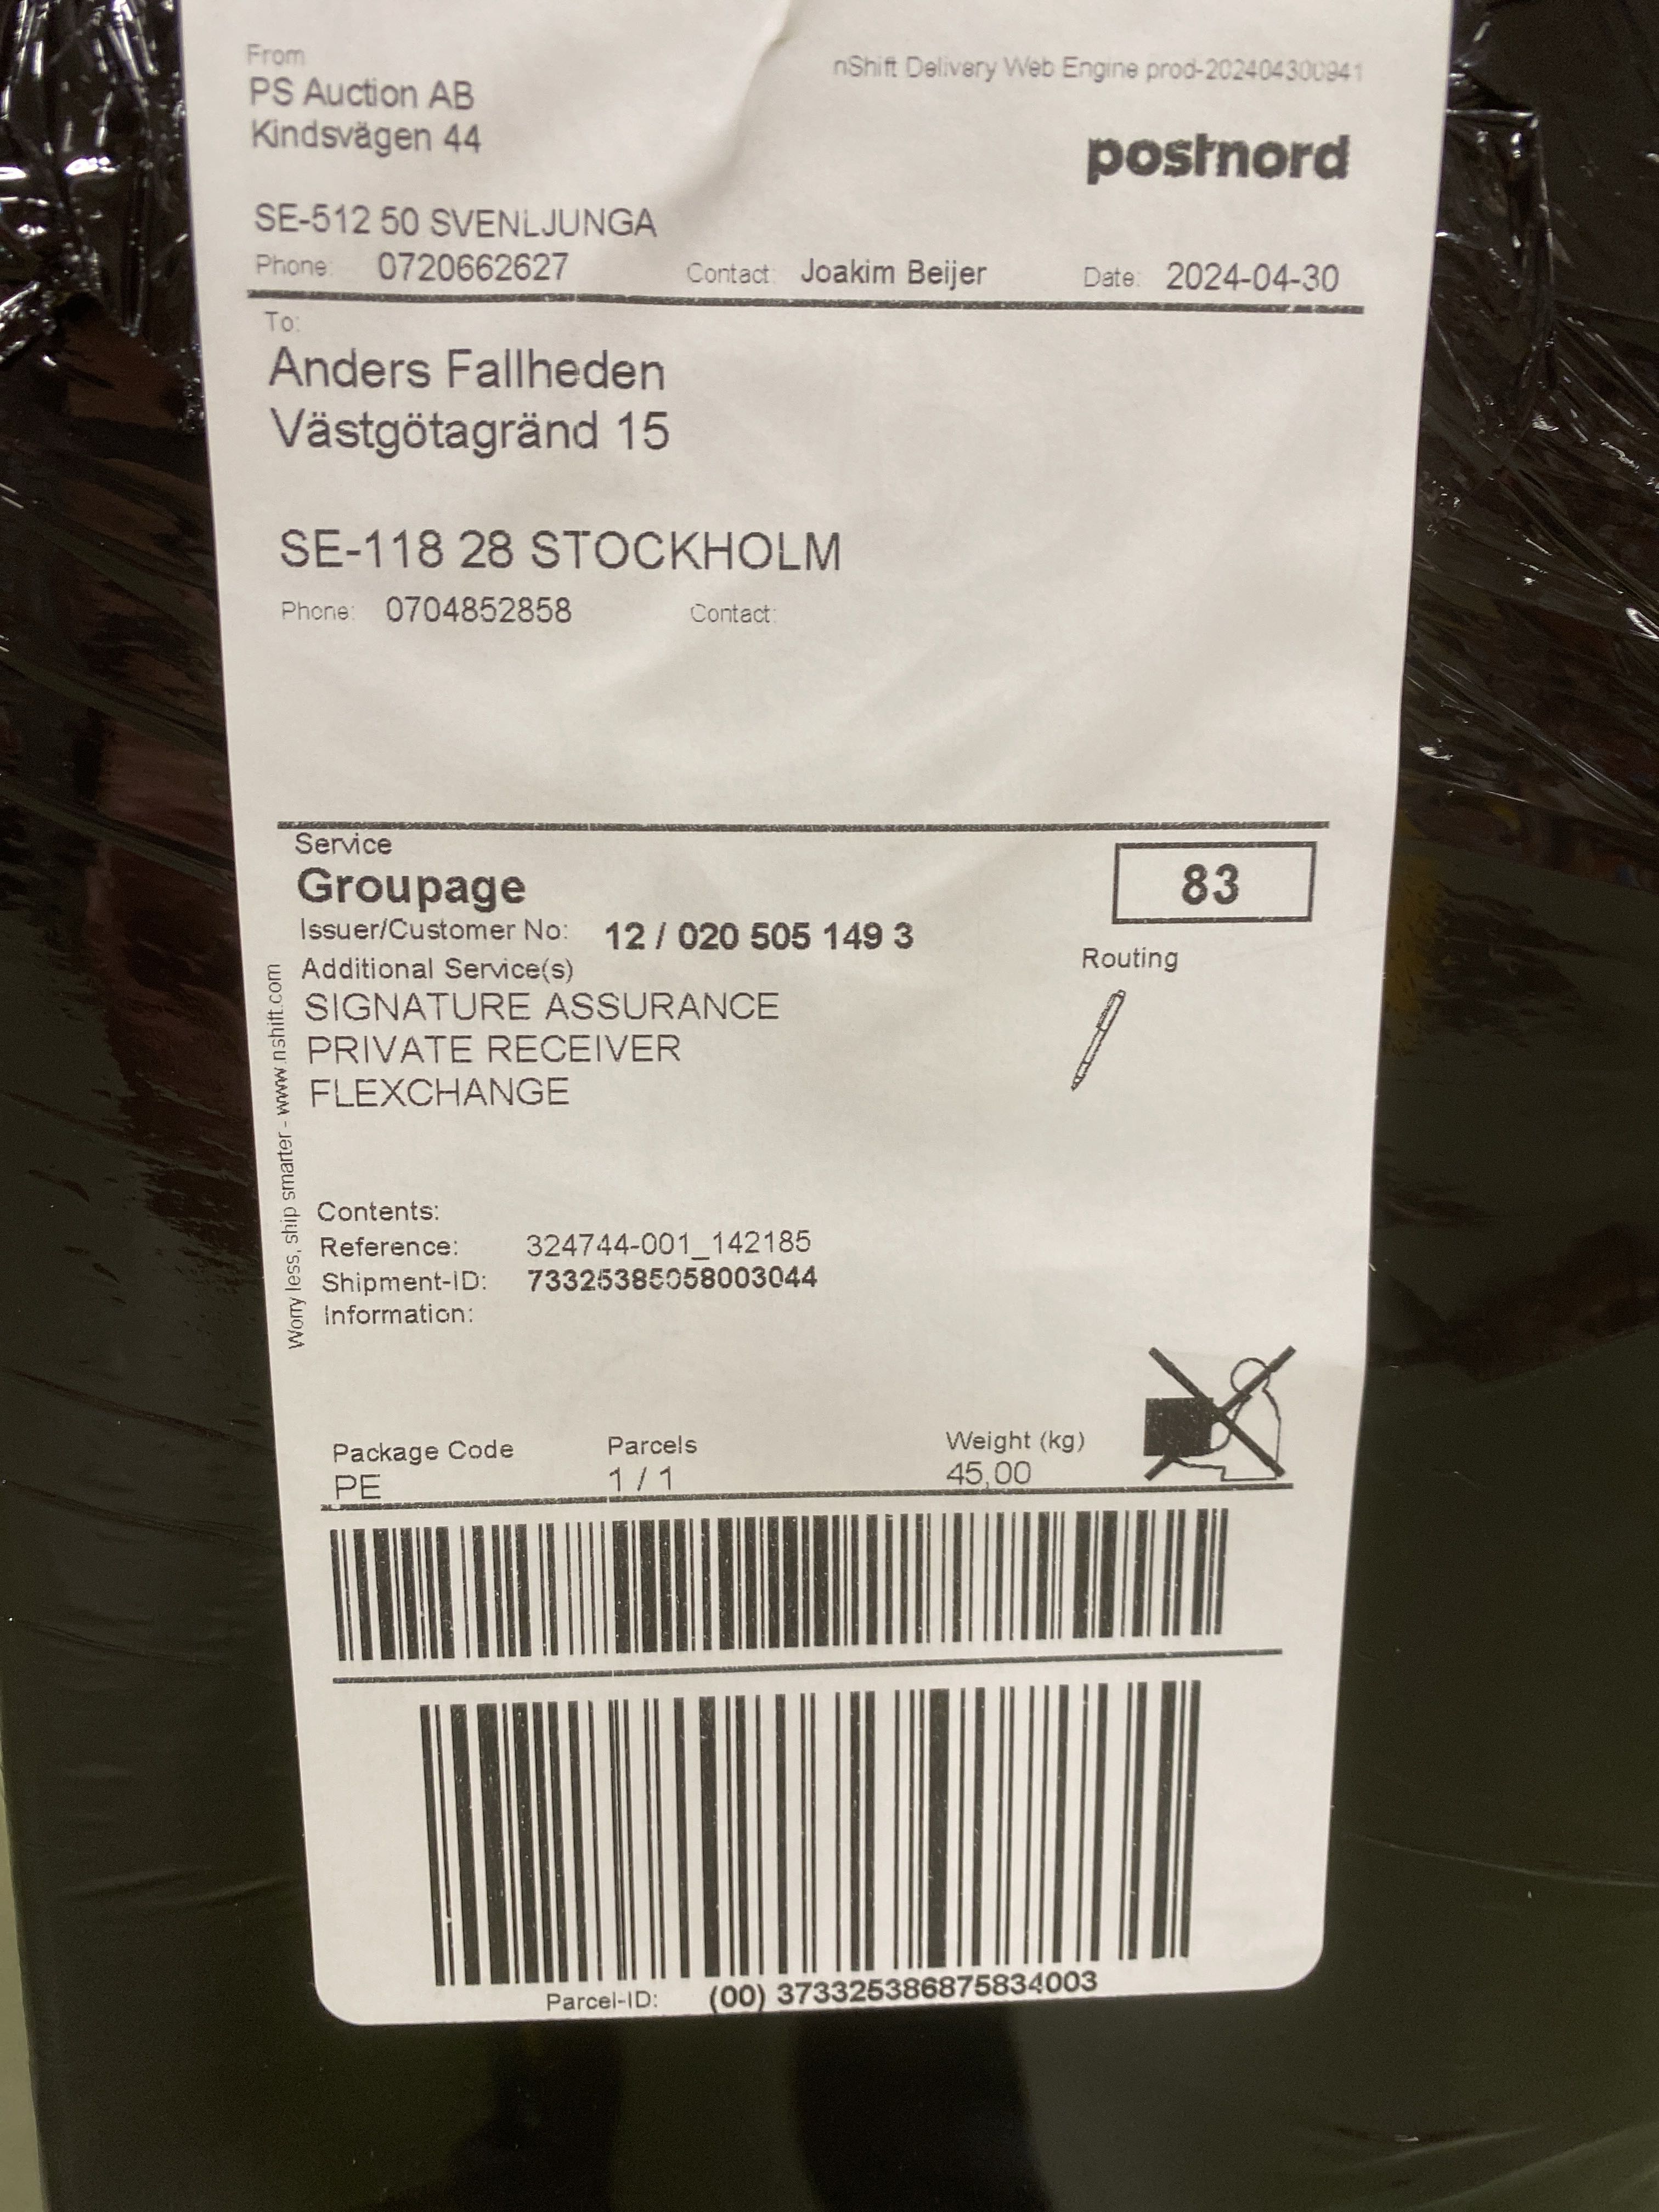 From
PS Auction AB
Kindsvägen 44
nShift Delivery Web Engine prod-202404300941
postnord
SE-512 50 SVENLJUNGA
Phone: 0720662627 Contact: Joakim Beijer Date: 2024-04-30
To:
Anders Fallheden
Västgötagränd 15
SE-118 28 STOCKHOLM
Phone: 0704852858 Contact:
Service
Groupage
83
Issuer/Customer No: 12 / 020 505 149 3
Routing
Additional Service(s)
SIGNATURE ASSURANCE
PRIVATE RECEIVER
FLEXCHANGE
Worry less, ship smarter - www.nshift.com
Contents:
Reference: 324744-001_142185
Shipment-ID: 73325385058003044
Information:
Package Code Parcels Weight (kg)
PE 1 / 1 45,00
Parcel-ID: (00) 373325386875834003